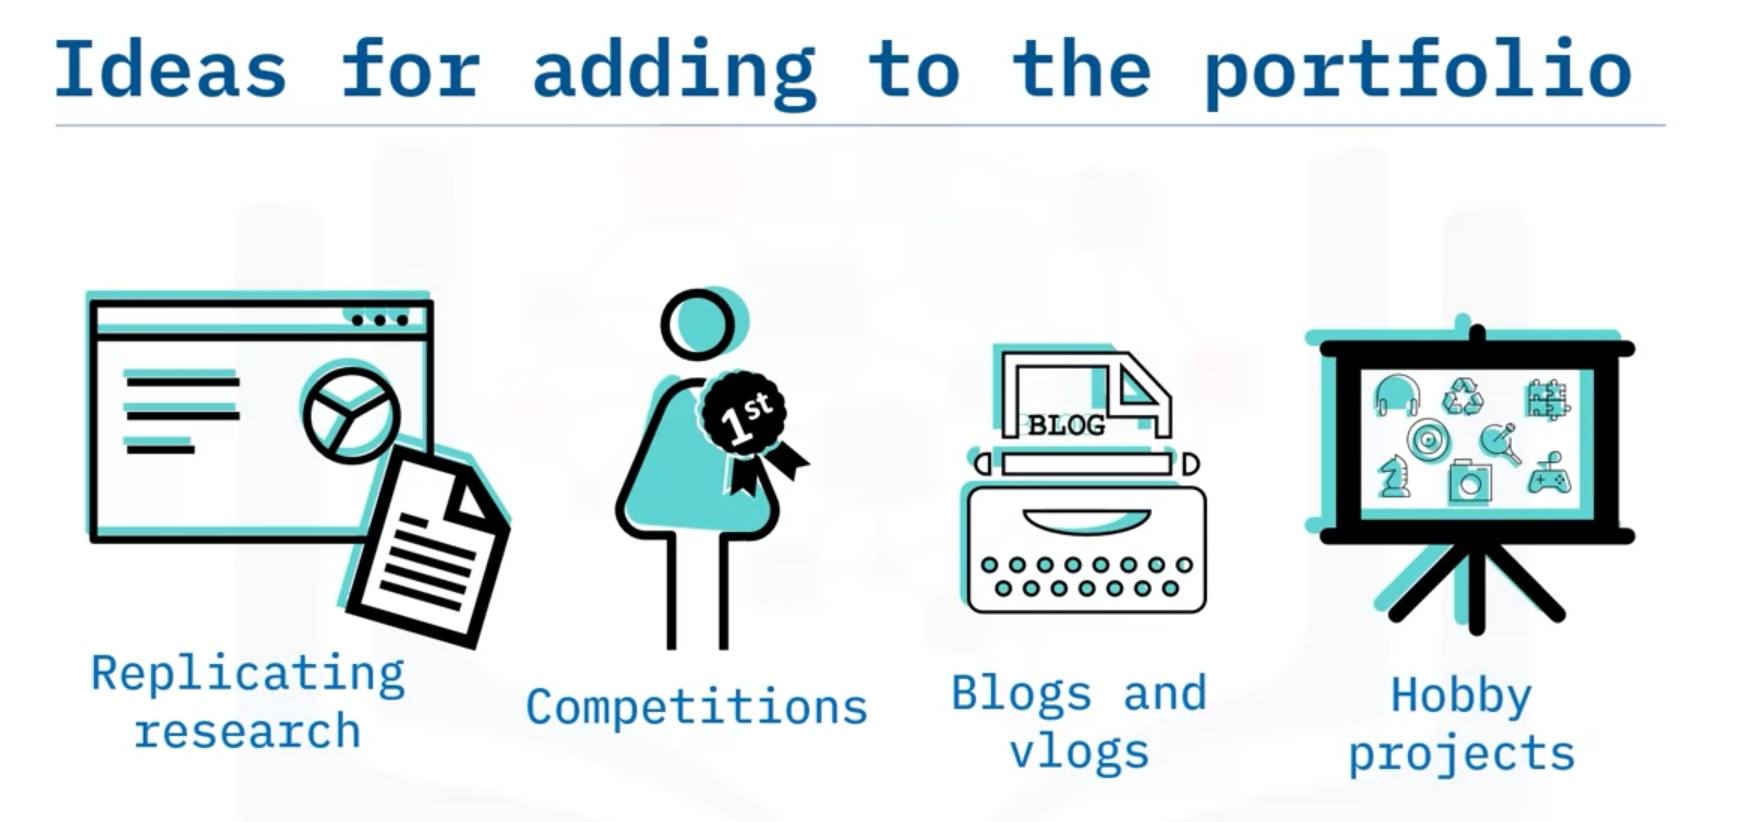 Ideas for adding to the portfolio
1st
BLOG
Replicating
research
Competitions
Blogs and
vlogs
Hobby
projects